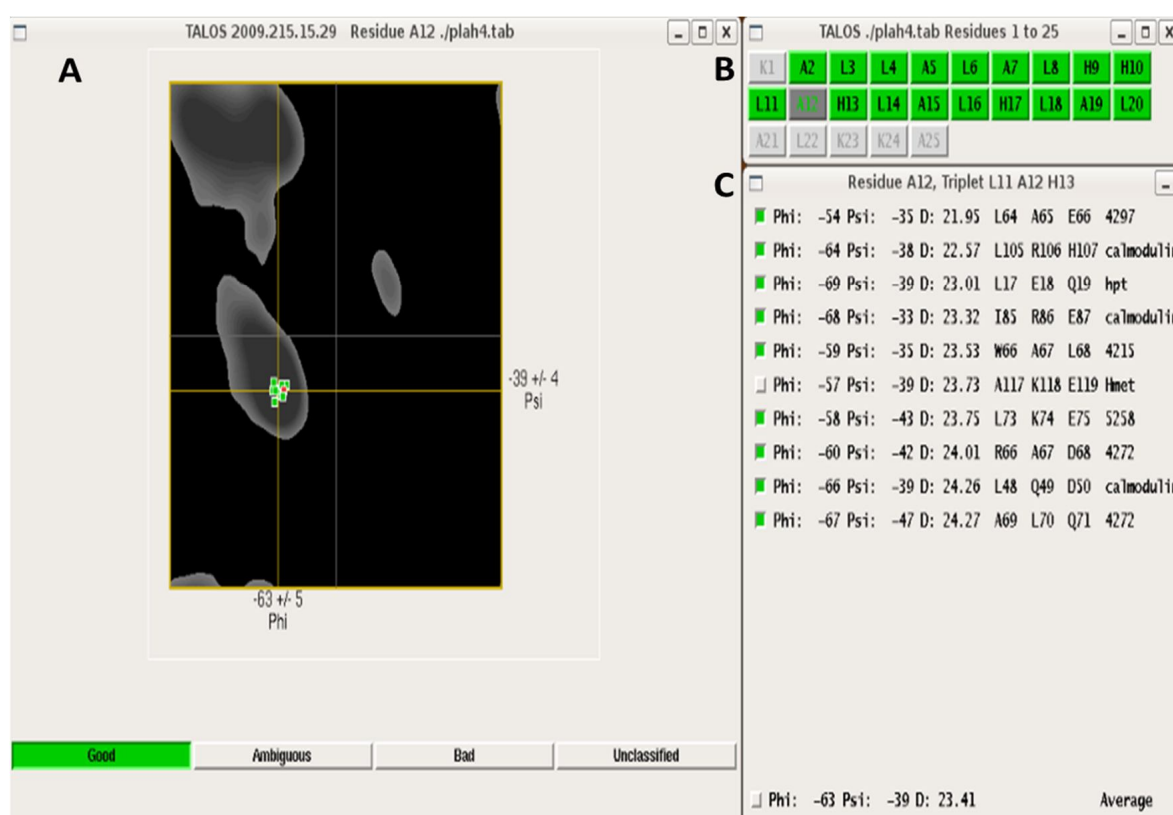 TALOS 2009.215.15.29 Residue A12 ./plah4.tab
A
-39 +/- 4
Psi
-63 +/- 5
Phi
Good Ambiguous Bad Unclassified
TALOS ./plah4.tab Residues 1 to 25
B
K1 A2 L3 L4 A5 L6 A7 L8 H9 H10
L11 A12 H13 L14 A15 L16 H17 L18 A19 L20
A21 L22 K23 K24 A25
C
Residue A12, Triplet L11 A12 H13
Phi: -54 Psi: -35 D: 21.95 L64 A65 E66 4297
Phi: -64 Psi: -38 D: 22.57 L105 R106 H107 calmodulin
Phi: -69 Psi: -39 D: 23.01 L17 E18 Q19 hpt
Phi: -68 Psi: -33 D: 23.32 I85 R86 E87 calmodulin
Phi: -59 Psi: -35 D: 23.53 W66 A67 L68 4215
Phi: -57 Psi: -39 D: 23.73 A117 K118 E119 Hmet
Phi: -58 Psi: -43 D: 23.75 L73 K74 E75 5258
Phi: -60 Psi: -42 D: 24.01 R66 A67 D68 4272
Phi: -66 Psi: -39 D: 24.26 L48 Q49 D50 calmodulin
Phi: -67 Psi: -47 D: 24.27 A69 L70 Q71 4272
Phi: -63 Psi: -39 D: 23.41 Average